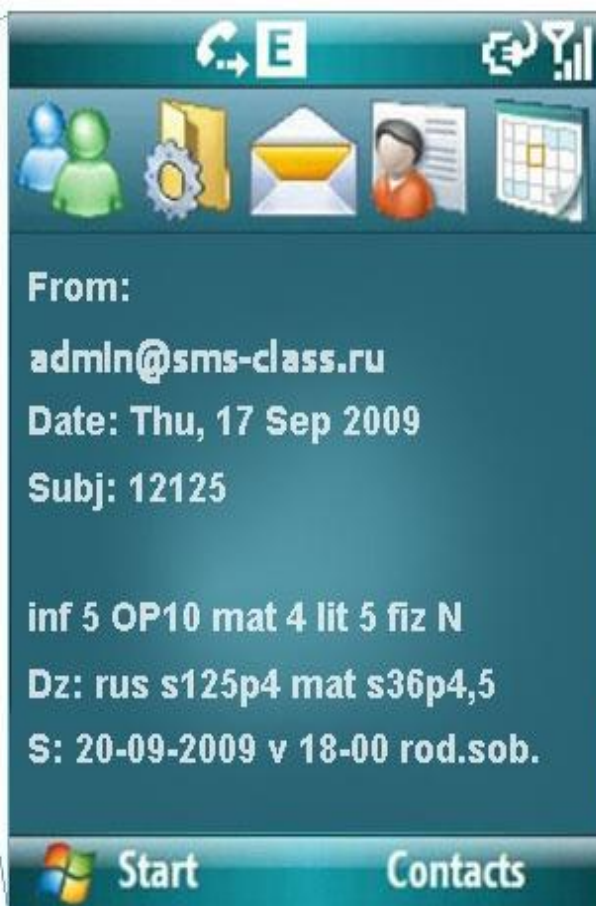 E
From:
admin@sms-class.ru
Date: Thu, 17 Sep 2009
Subj: 12125
inf 5 OP10 mat 4 lit 5 fiz N
Dz: rus s125p4 mat s36p4,5
S: 20-09-2009 v 18-00 rod.sob.
Start Contacts